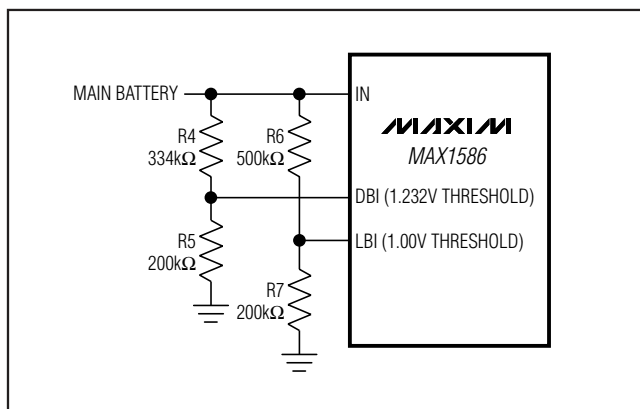 MAIN BATTERY
IN
R4
334kΩ
R6
500kΩ
MAXIM
MAX1586
DBI (1.232V THRESHOLD)
LBI (1.00V THRESHOLD)
R5
200kΩ
R7
200kΩ